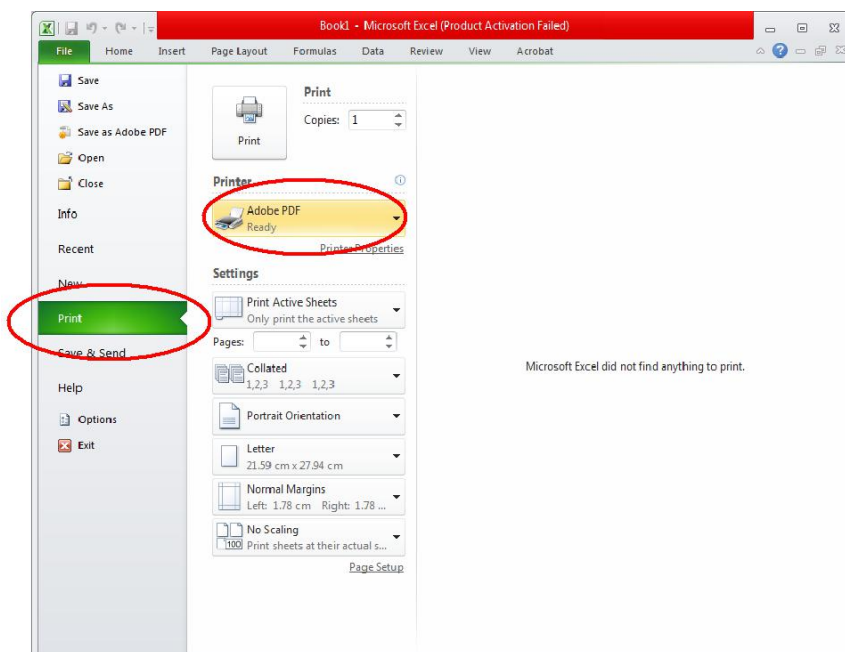 Book1 - Microsoft Excel (Product Activation Failed)
File Home Insert Page Layout Formulas Data Review View Acrobat
Save
Save As
Save as Adobe PDF
Open
Close
Info
Recent
New
Print
Save & Send
Help
Options
Exit
Print
Print
Copies: 1
Printer
Adobe PDF
Ready
Printer Properties
Settings
Print Active Sheets
Only print the active sheets
Pages: to
Collated
1,2,3 1,2,3 1,2,3
Portrait Orientation
Letter
21.59 cm x 27.94 cm
Normal Margins
Left: 1.78 cm Right: 1.78 ...
No Scaling
100 Print sheets at their actual s...
Page Setup
Microsoft Excel did not find anything to print.